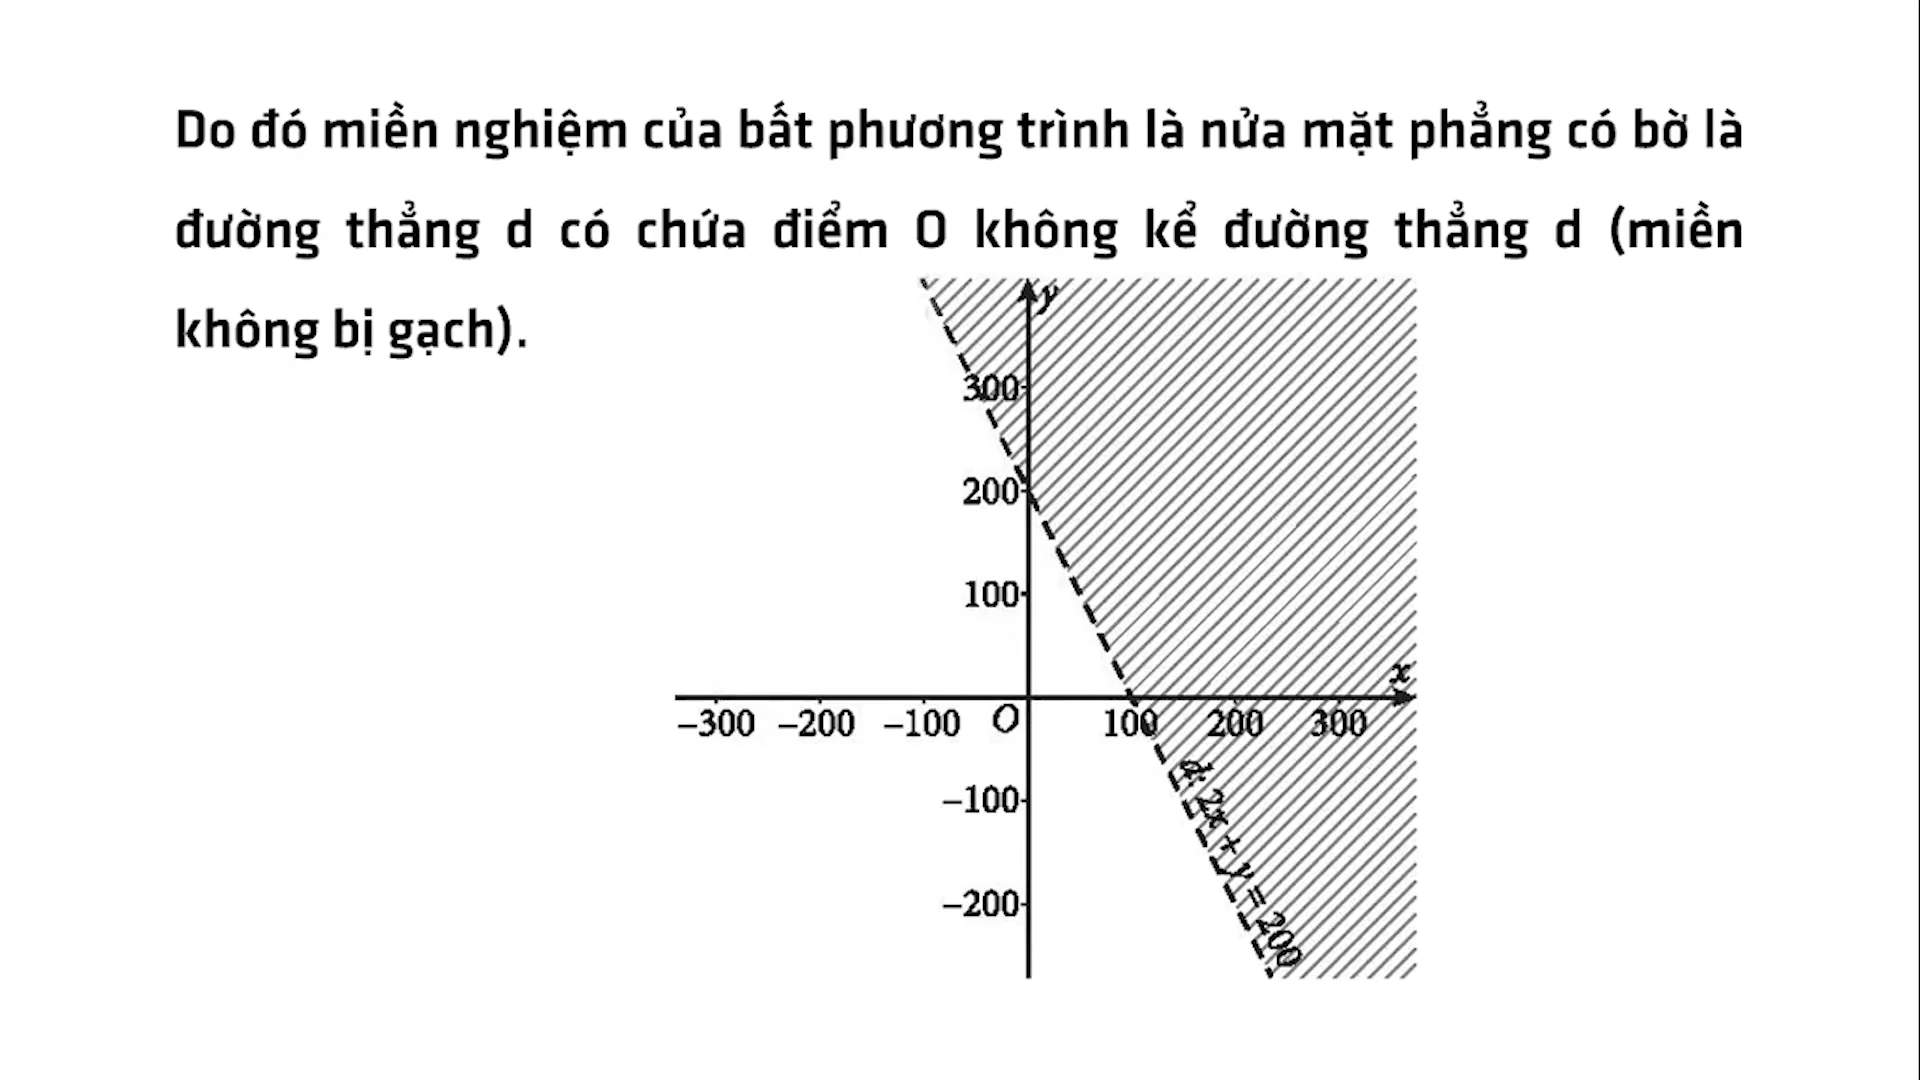 Do đó miền nghiệm của bất phương trình là nửa mặt phẳng có bờ là
đường thẳng d có chứa điểm O không kể đường thẳng d (miền
không bị gạch).
y
300
200
100
x
–300 –200 –100 O 100 200 300
d: 2x + y = 200
–100
–200